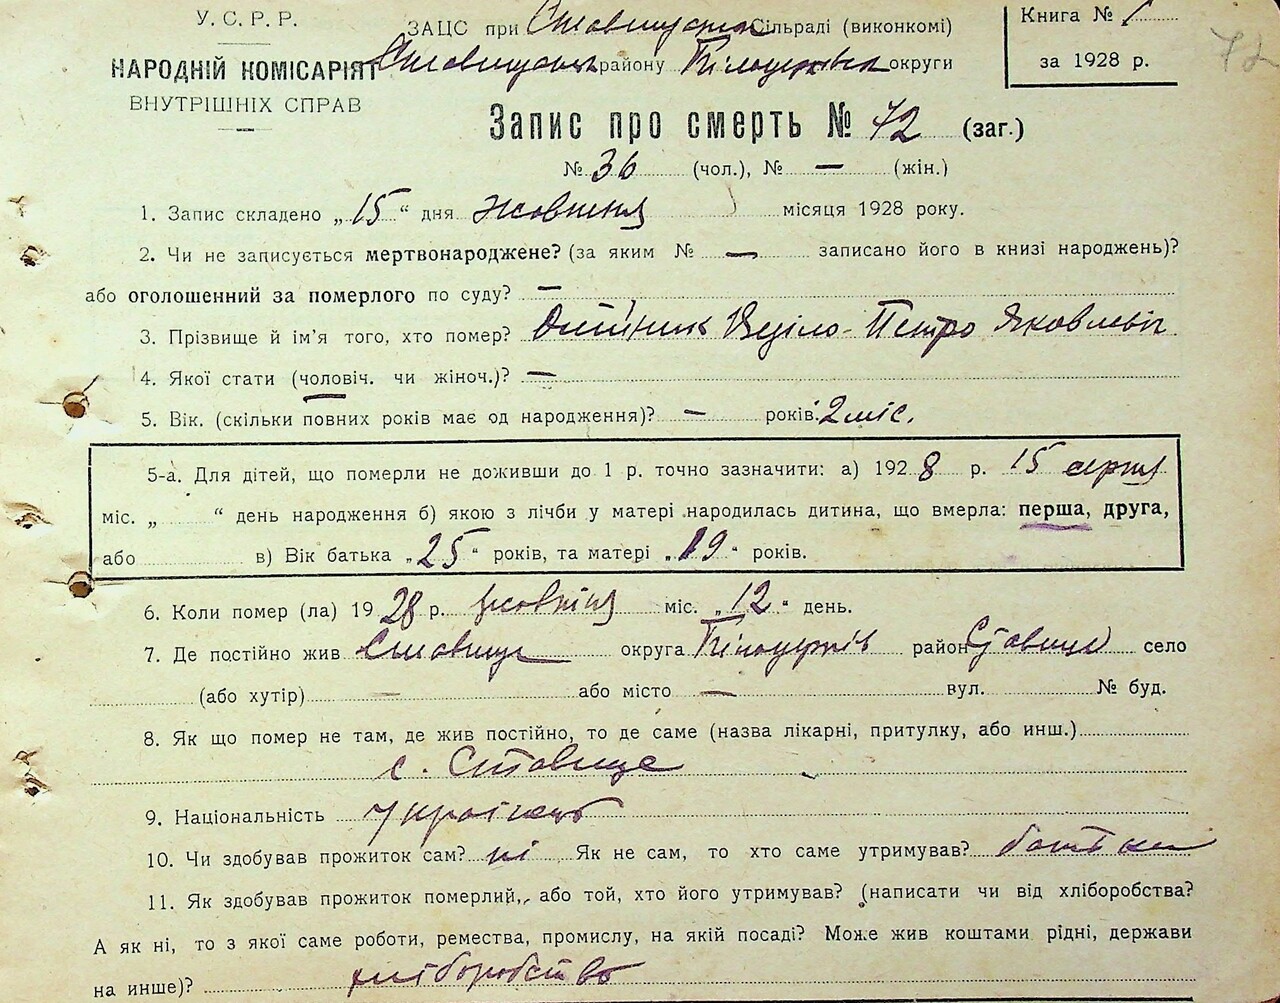 У.С.Р.Р.
НАРОДНІЙ КОМІСАРІЯТ
ВНУТРІШНІХ СПРАВ
ЗАЦС при Ставищан Сільраді (виконкомі)
Ставищан району Білоцерківск округи
Книга № 1
за 1928 р.
72
Запис про смерть № 72 (заг.)
№ 36 (чол.), № — (жін.)
1. Запис складено „15“ дня жовтня місяця 1928 року.
2. Чи не записується мертвонароджене? (за яким № — записано його в книзі народжень)?
або оголошенний за померлого по суду? —
3. Прізвище й ім'я того, хто помер? Петро Яковлевіч
4. Якої стати (чоловіч. чи жіноч.)? —
5. Вік. (скільки повних років має од народження)? — років. 2 міс.
5-а. Для дітей, що померли не доживши до 1 р. точно зазначити: а) 1928 р. 15 серпня
міс. „ “ день народження б) якою з лічби у матері народилась дитина, що вмерла: перша, друга,
або в) Вік батька „25“ років, та матері „19“ років.
6. Коли помер (ла) 1928 р. жовтня міс. „12“ день.
7. Де постійно жив Ставище округа Білоцерків район Ставище село
(або хутір) — або місто — вул. № буд.
8. Як що помер не там, де жив постійно, то де саме (назва лікарні, притулку, або инш.)
с. Ставище
9. Національність Українець
10. Чи здобував прожиток сам? ні Як не сам, то хто саме утримував? батьки
11. Як здобував прожиток померлий, або той, хто його утримував? (написати чи від хліборобства?
А як ні, то з якої саме роботи, ремества, промислу, на якій посаді? Може жив коштами рідні, держави
на инше)? хліборобство